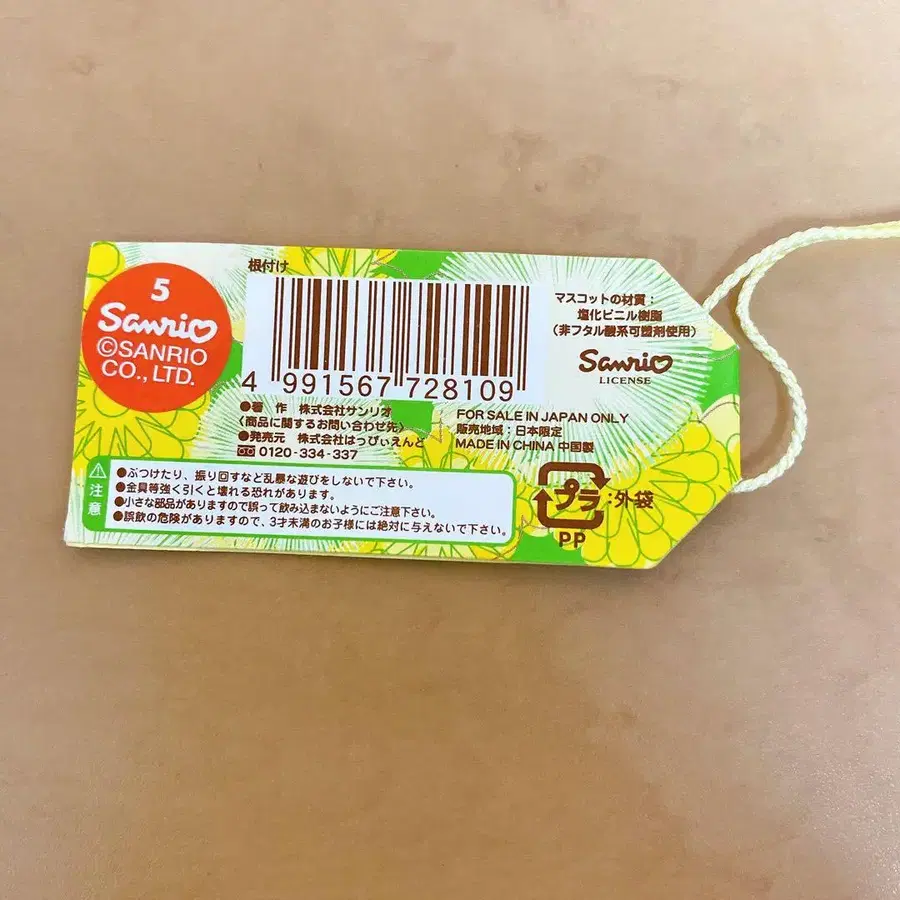 5
Sanrio
©SANRIO
CO., LTD.
根付け
4 991567 728109
●著 作 株式会社サンリオ
〈商品に関するお問い合わせ先〉
●発売元 株式会社はっぴぃえんど
0120-334-337
マスコットの材質：
塩化ビニル樹脂
（非フタル酸系可塑剤使用）
Sanrio
LICENSE
FOR SALE IN JAPAN ONLY
販売地域：日本限定
MADE IN CHINA 中国製
注意
●ぶつけたり、振り回すなど乱暴な遊びをしないで下さい。
●金具等強く引くと壊れる恐れがあります。
●小さな部品がありますので誤って飲み込まないようにご注意下さい。
●誤飲の危険がありますので、3才未満のお子様には絶対に与えないで下さい。
プラ：外袋
PP